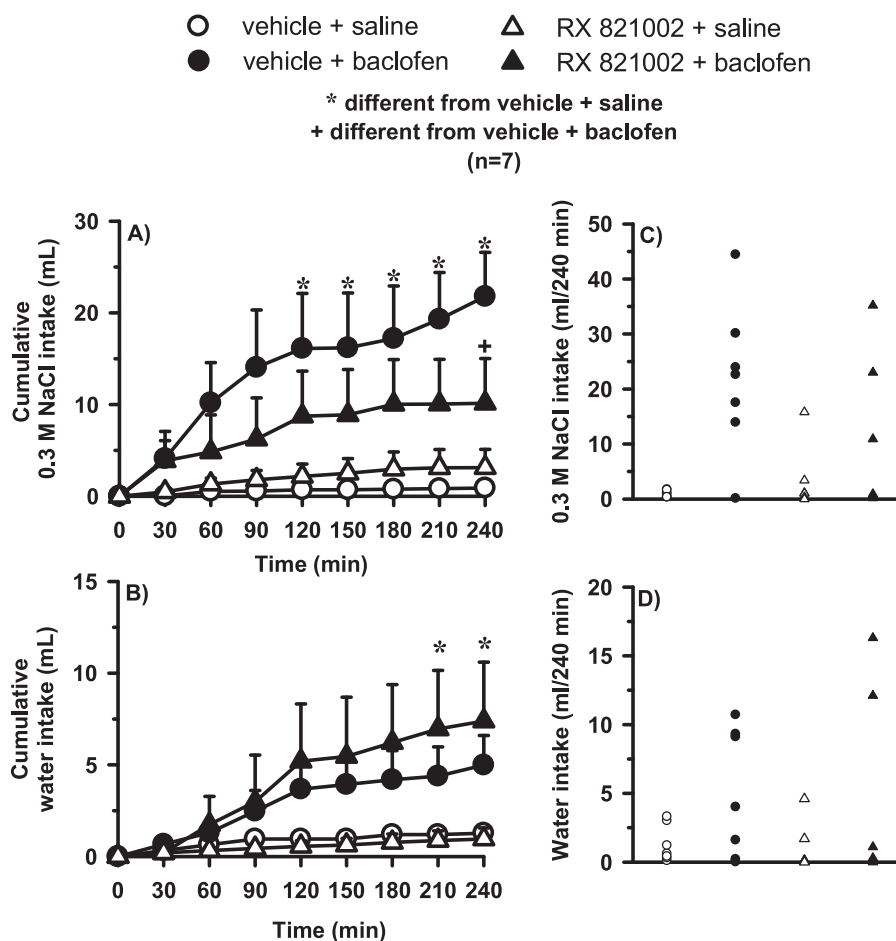 vehicle + saline
RX 821002 + saline
vehicle + baclofen
RX 821002 + baclofen
* different from vehicle + saline
+ different from vehicle + baclofen
(n=7)
A)
Cumulative
0.3 M NaCl intake (mL)
30
20
10
0
* * * * *
+
0 30 60 90 120 150 180 210 240
Time (min)
C)
0.3 M NaCl intake (ml/240 min)
50
40
30
20
10
0
B)
Cumulative
water intake (mL)
15
10
5
0
* *
0 30 60 90 120 150 180 210 240
Time (min)
D)
Water intake (ml/240 min)
20
15
10
5
0